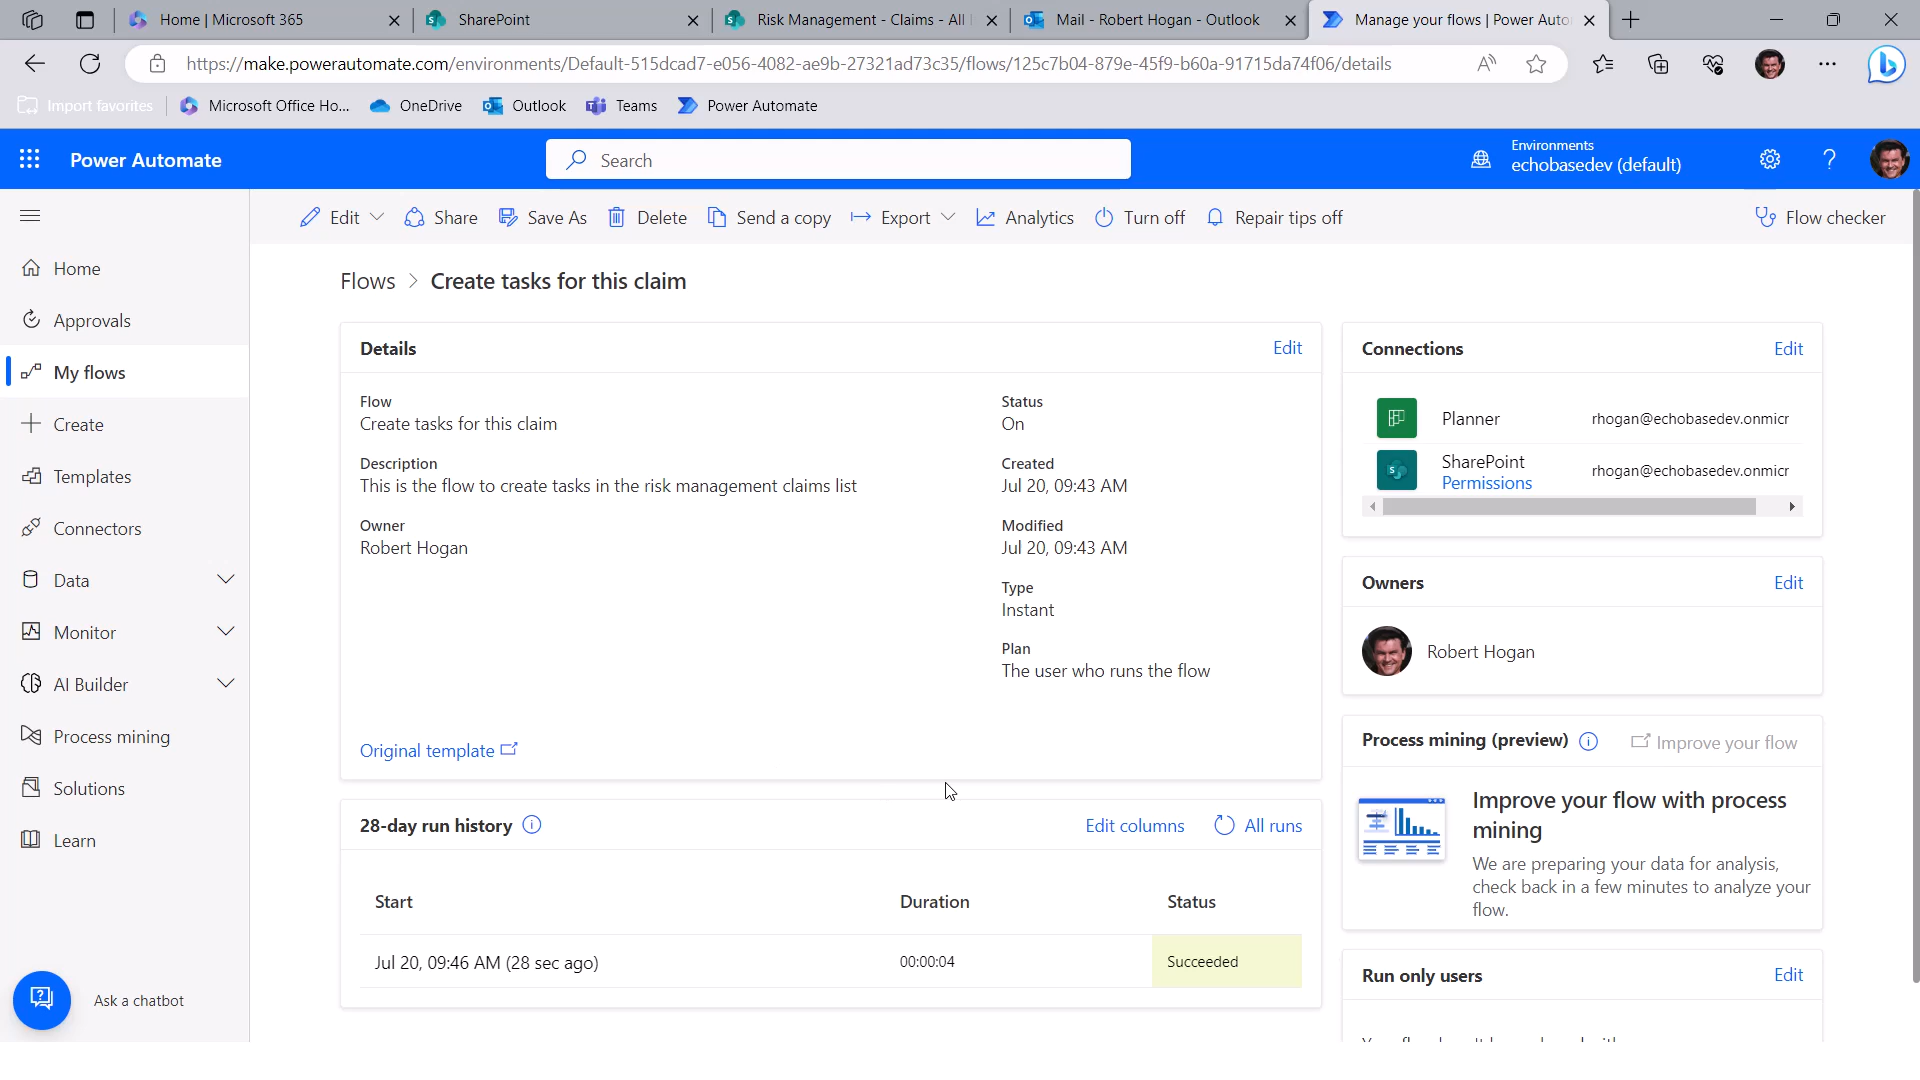 Home | Microsoft 365
SharePoint
Risk Management - Claims - All
Mail - Robert Hogan - Outlook
Manage your flows | Power Auto
https://make.powerautomate.com/environments/Default-515dcad7-e056-4082-ae9b-27321ad73c35/flows/125c7b04-879e-45f9-b60a-91715da74f06/details
Import favorites
Microsoft Office Ho...
OneDrive
Outlook
Teams
Power Automate
Power Automate
Search
Environments
echobasedev (default)
Edit
Share
Save As
Delete
Send a copy
Export
Analytics
Turn off
Repair tips off
Flow checker
Home
Approvals
My flows
Create
Templates
Connectors
Data
Monitor
AI Builder
Process mining
Solutions
Learn
Ask a chatbot
Flows > Create tasks for this claim
Details
Edit
Flow
Create tasks for this claim
Description
This is the flow to create tasks in the risk management claims list
Owner
Robert Hogan
Status
On
Created
Jul 20, 09:43 AM
Modified
Jul 20, 09:43 AM
Type
Instant
Plan
The user who runs the flow
Original template
28-day run history
Edit columns
All runs
Start
Duration
Status
Jul 20, 09:46 AM (28 sec ago)
00:00:04
Succeeded
Connections
Edit
Planner
rhogan@echobasedev.onmicr
SharePoint
Permissions
rhogan@echobasedev.onmicr
Owners
Edit
Robert Hogan
Process mining (preview)
Improve your flow
Improve your flow with process
mining
We are preparing your data for analysis,
check back in a few minutes to analyze your
flow.
Run only users
Edit